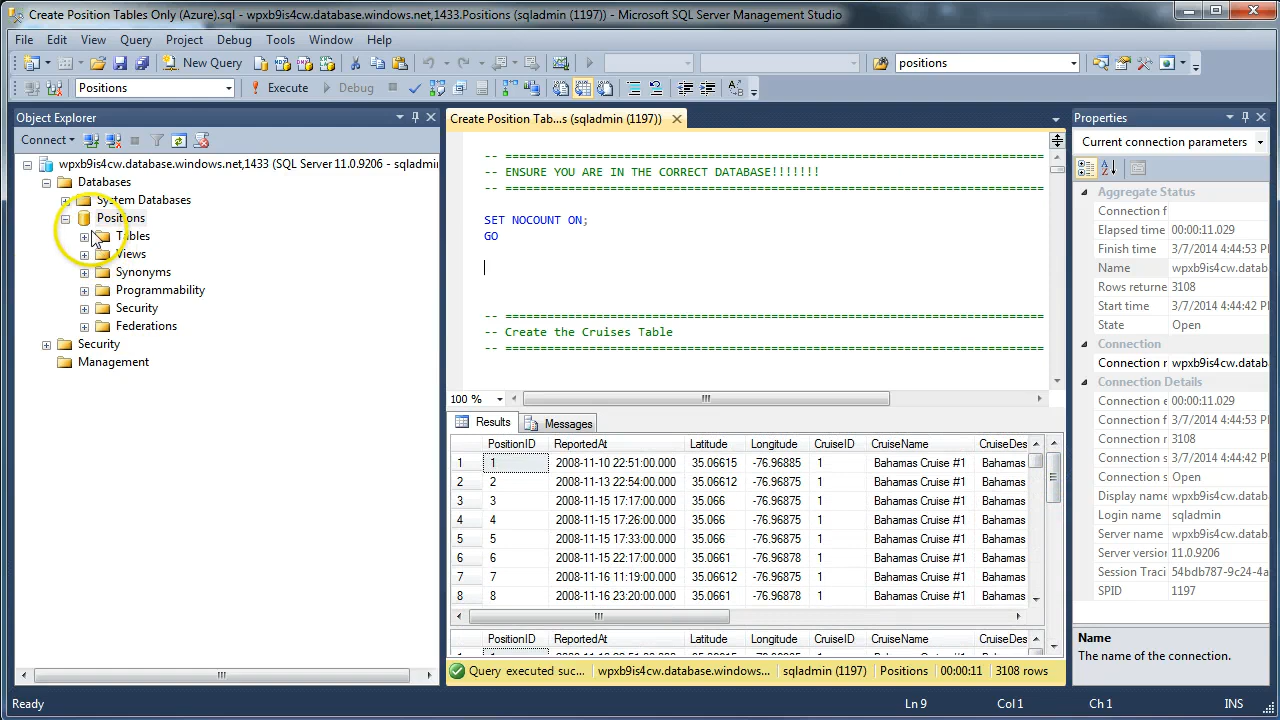 Create Position Tables Only (Azure).sql - wpxb9is4cw.database.windows.net,1433.Positions (sqladmin (1197)) - Microsoft SQL Server Management Studio
File Edit View Query Project Debug Tools Window Help
New Query positions
Positions Execute Debug
Object Explorer
Connect
wpxb9is4cw.database.windows.net,1433 (SQL Server 11.0.9206 - sqladmin
Databases
System Databases
Positions
Tables
Views
Synonyms
Programmability
Security
Federations
Security
Management
Create Position Tab...s (sqladmin (1197))
-- =====================================================================
-- ENSURE YOU ARE IN THE CORRECT DATABASE!!!!!!!
-- =====================================================================
SET NOCOUNT ON;
GO
-- =====================================================================
-- Create the Cruises Table
-- =====================================================================
100 %
Results Messages
PositionID ReportedAt Latitude Longitude CruiseID CruiseName CruiseDes
1 1 2008-11-10 22:51:00.000 35.06615 -76.96885 1 Bahamas Cruise #1 Bahamas
2 2 2008-11-13 22:54:00.000 35.06612 -76.96875 1 Bahamas Cruise #1 Bahamas
3 3 2008-11-15 17:17:00.000 35.066 -76.96875 1 Bahamas Cruise #1 Bahamas
4 4 2008-11-15 17:26:00.000 35.066 -76.96875 1 Bahamas Cruise #1 Bahamas
5 5 2008-11-15 17:33:00.000 35.066 -76.96875 1 Bahamas Cruise #1 Bahamas
6 6 2008-11-15 22:17:00.000 35.0661 -76.96878 1 Bahamas Cruise #1 Bahamas
7 7 2008-11-16 11:19:00.000 35.06612 -76.96875 1 Bahamas Cruise #1 Bahamas
8 8 2008-11-16 23:20:00.000 35.0661 -76.96878 1 Bahamas Cruise #1 Bahamas
PositionID ReportedAt Latitude Longitude CruiseID CruiseName CruiseDes
Query executed suc... wpxb9is4cw.database.windows... sqladmin (1197) Positions 00:00:11 3108 rows
Properties
Current connection parameters
Aggregate Status
Connection f
Elapsed time 00:00:11.029
Finish time 3/7/2014 4:44:53 P
Name wpxb9is4cw.datab
Rows returne 3108
Start time 3/7/2014 4:44:42 P
State Open
Connection
Connection r wpxb9is4cw.datab
Connection Details
Connection e 00:00:11.029
Connection f 3/7/2014 4:44:53 P
Connection r 3108
Connection s 3/7/2014 4:44:42 P
Connection s Open
Display name wpxb9is4cw.datab
Login name sqladmin
Server name wpxb9is4cw.datab
Server version 11.0.9206
Session Traci 54bdb787-9c24-4a
SPID 1197
Name
The name of the connection.
Ready Ln 9 Col 1 Ch 1 INS